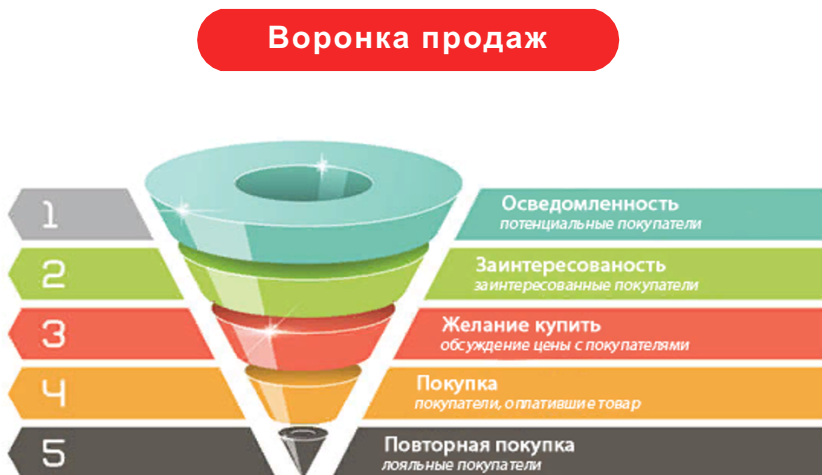 Воронка продаж
1
Осведомленность
потенциальные покупатели
2
Заинтересованость
заинтересованные покупатели
3
Желание купить
обсуждение цены с покупателями
4
Покупка
покупатели, оплатившие товар
5
Повторная покупка
лояльные покупатели